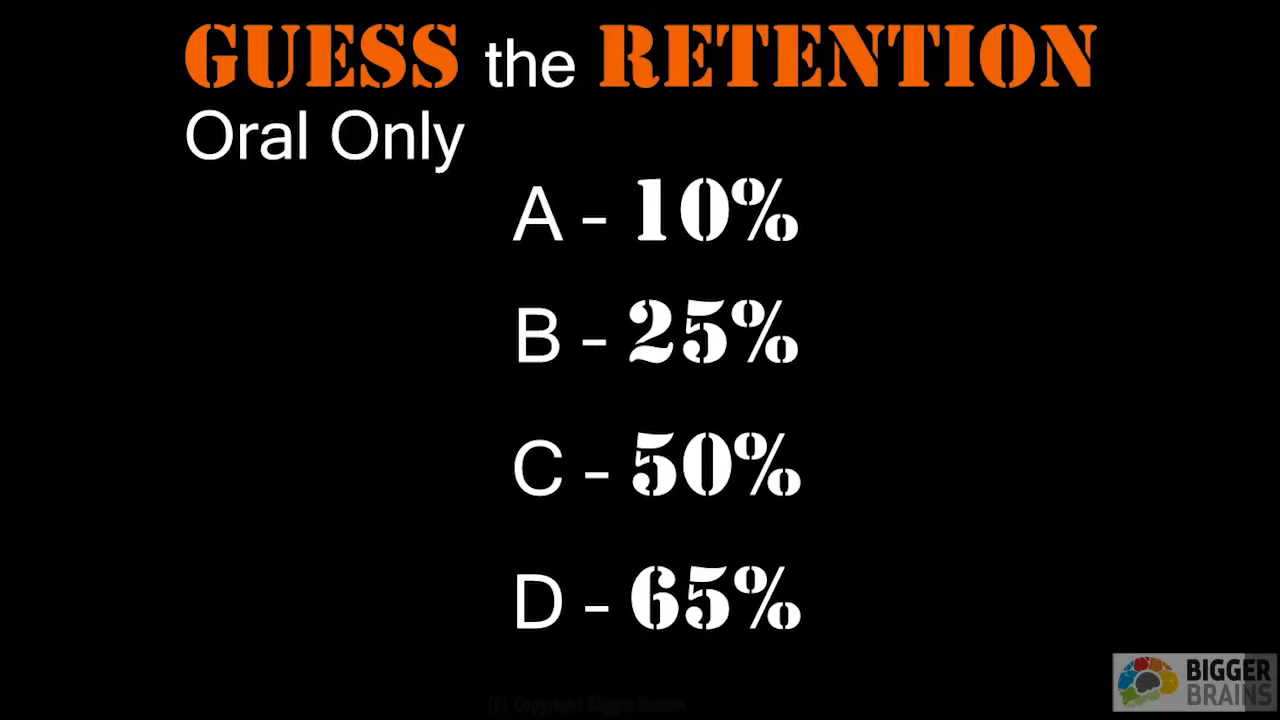 GUESS the RETENTION
Oral Only
A - 10%
B - 25%
C - 50%
D - 65%
BIGGER
BRAINS